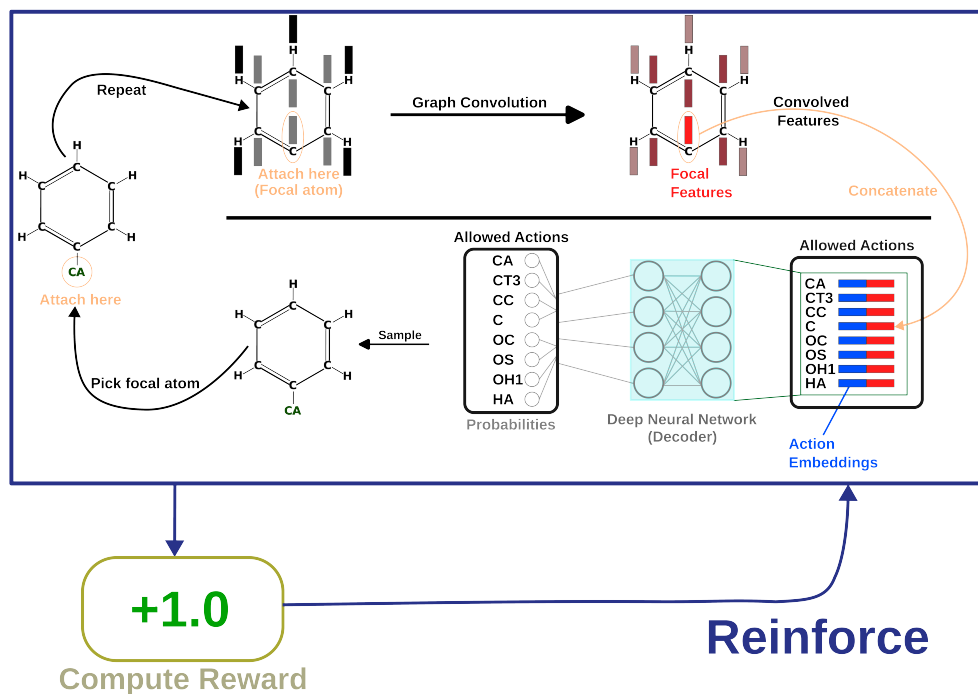 H
H
H
C
C
C
C
C
H
H
C
Attach here
(Focal atom)
Graph Convolution
H
H
H
C
C
C
C
C
H
H
C
Focal
Features
Convolved
Features
Concatenate
Repeat
H
H
H
C
C
C
C
C
H
H
C
CA
Attach here
Pick focal atom
H
H
H
C
C
C
C
C
H
H
C
CA
Sample
Allowed Actions
CA
CT3
CC
C
OC
OS
OH1
HA
Probabilities
Deep Neural Network
(Decoder)
Allowed Actions
CA
CT3
CC
C
OC
OS
OH1
HA
Action
Embeddings
+1.0
Compute Reward
Reinforce